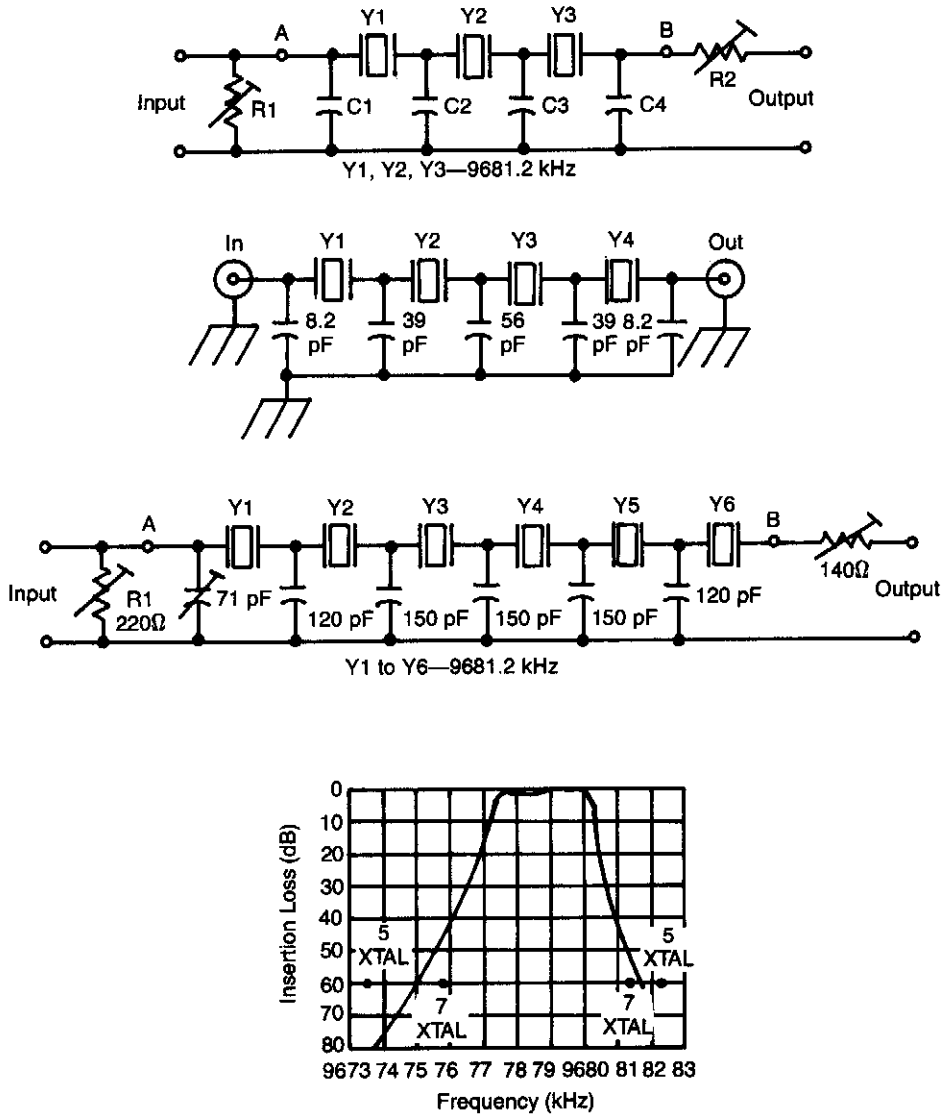 Y1 Y2 Y3
A B
R2
Input R1 C1 C2 C3 C4 Output
Y1, Y2, Y3—9681.2 kHz
In Y1 Y2 Y3 Y4 Out
8.2 39 56 39 8.2
pF pF pF pF pF
Y1 Y2 Y3 Y4 Y5 Y6
A B
140Ω
Input R1 71 pF Output
220Ω 120 pF 150 pF 150 pF 150 pF 120 pF
Y1 to Y6—9681.2 kHz
Insertion Loss (dB)
0
10
20
30
40
5 5
50
XTAL XTAL
60
7 7
70
XTAL XTAL
80
9673 74 75 76 77 78 79 9680 81 82 83
Frequency (kHz)